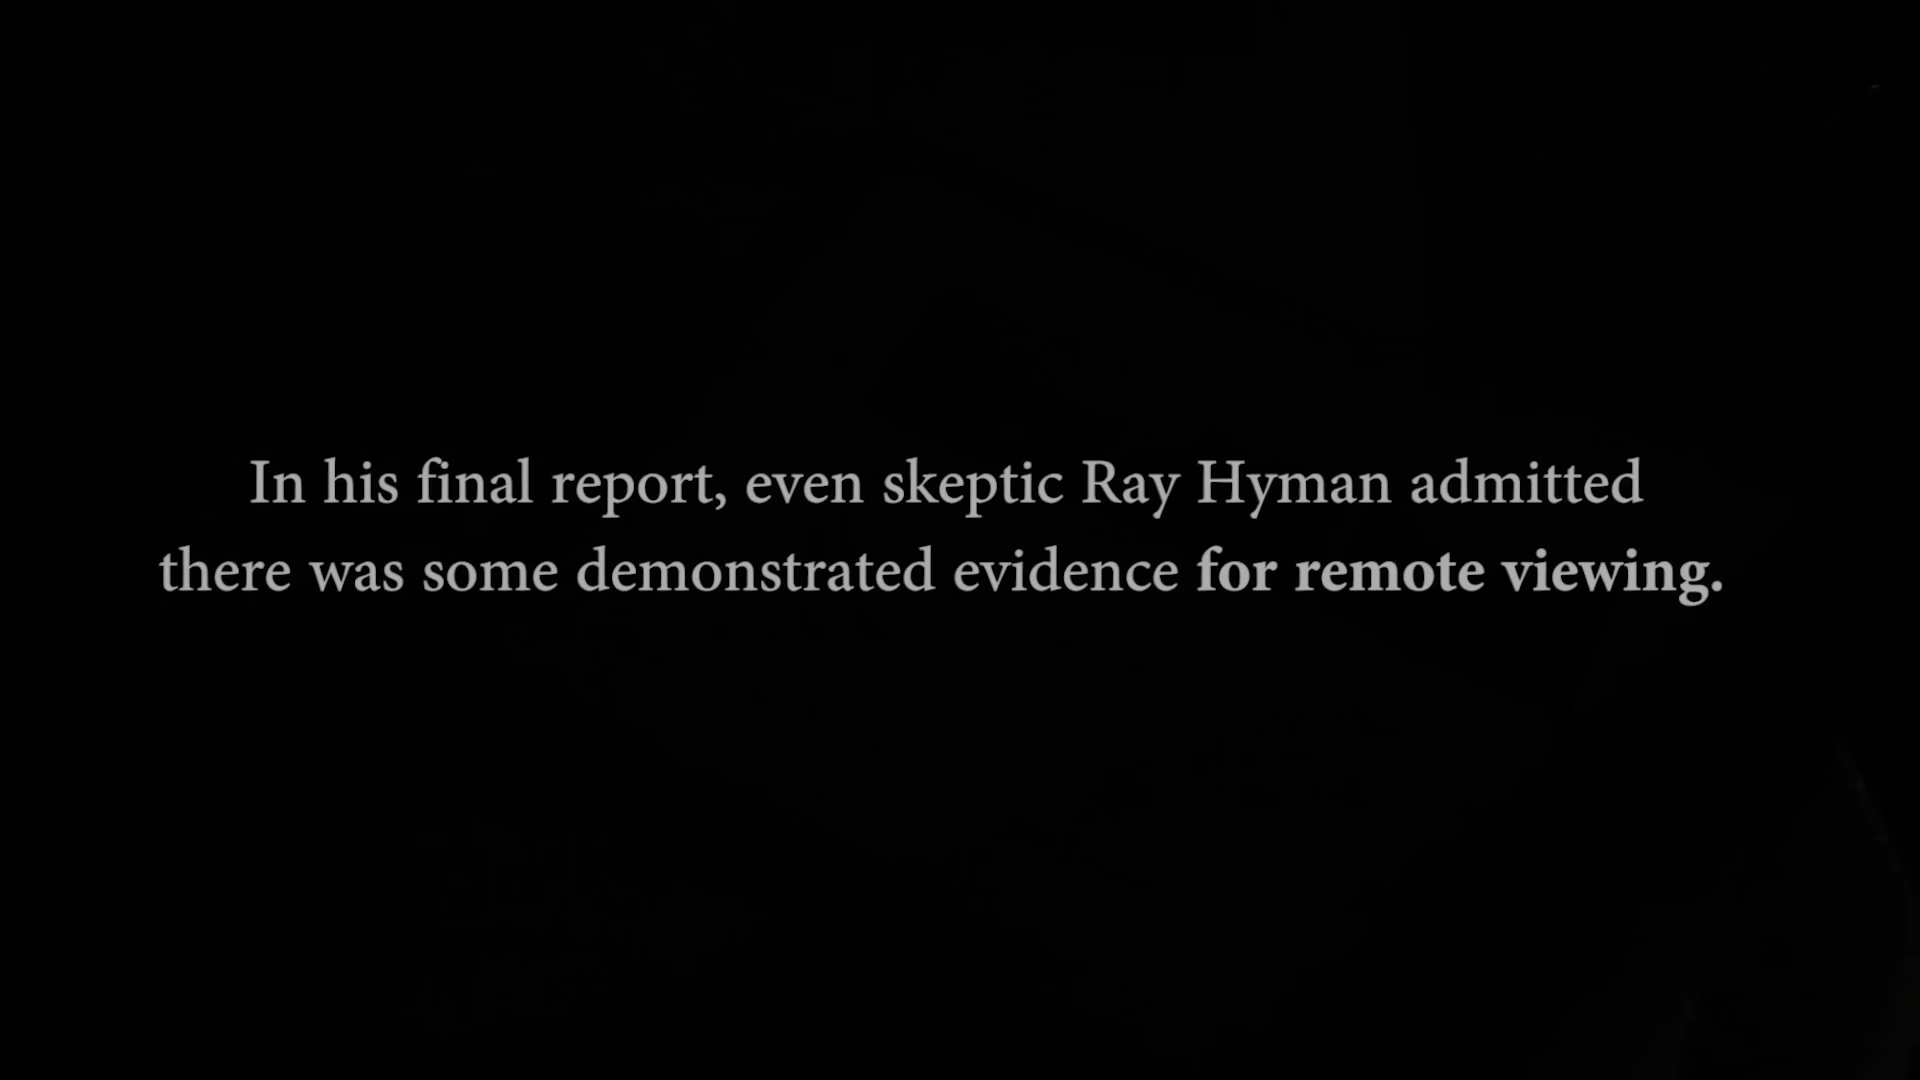 In his final report, even skeptic Ray Hyman admitted
there was some demonstrated evidence for remote viewing.